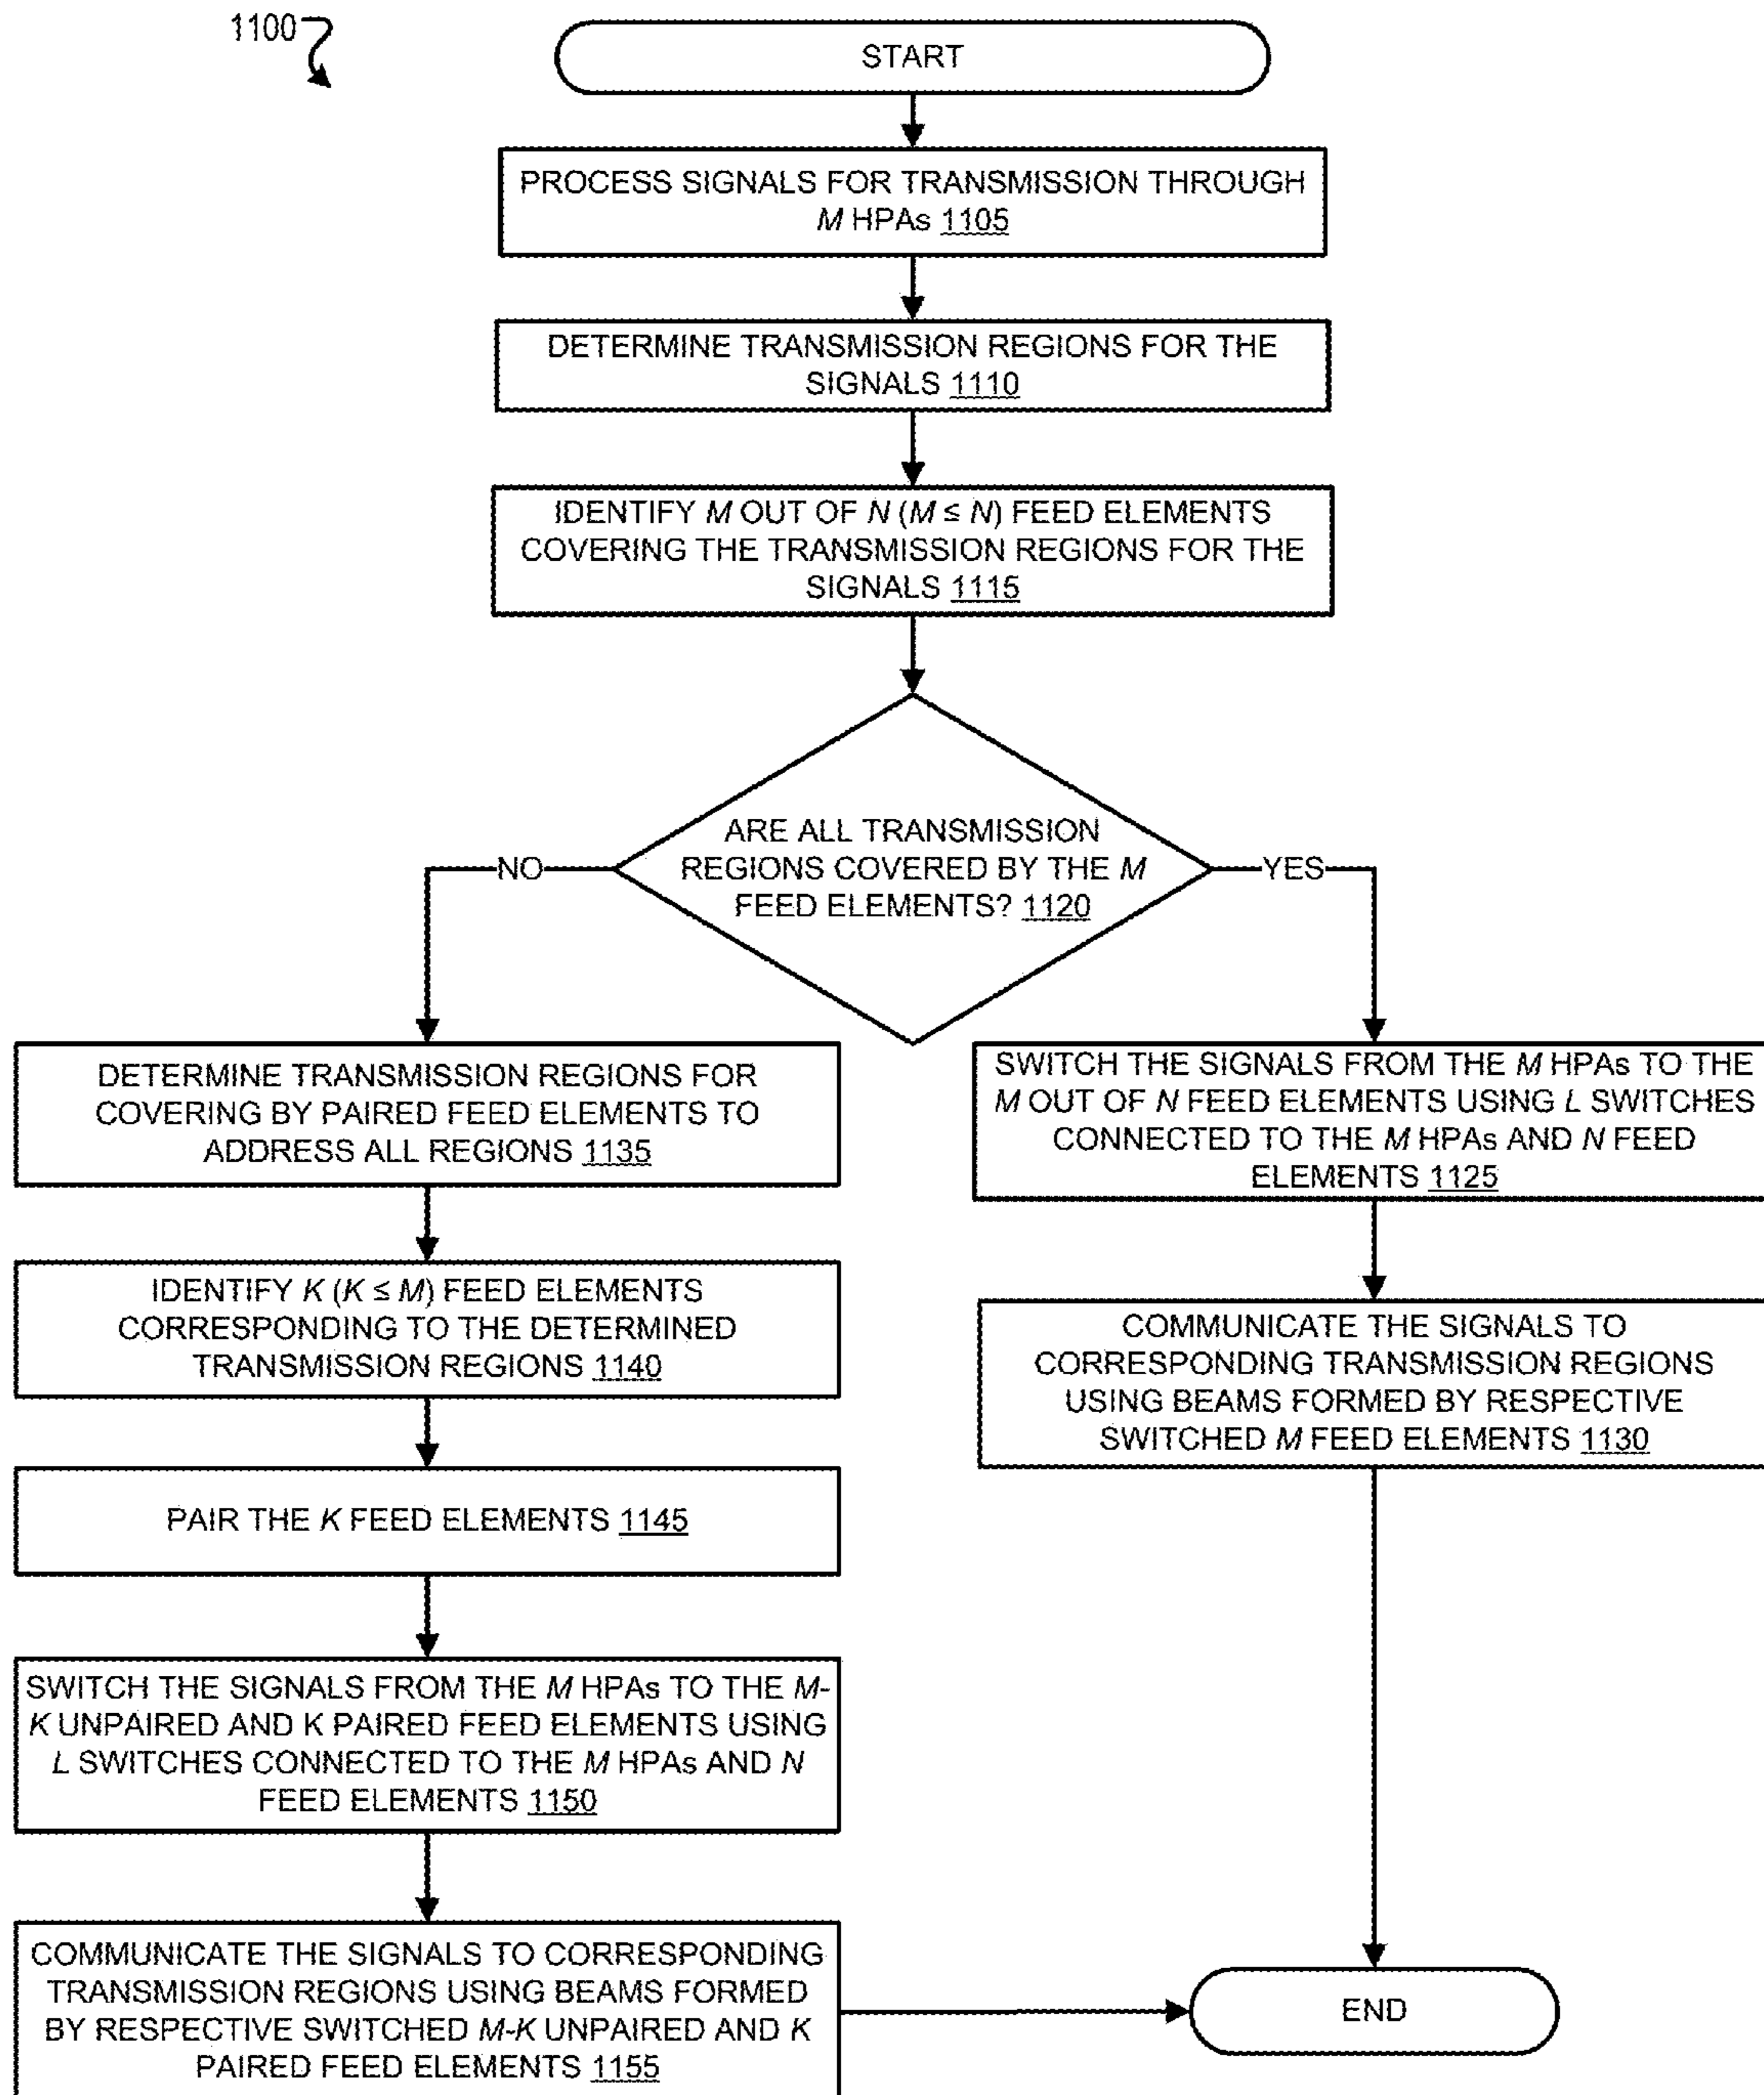 1100
START
PROCESS SIGNALS FOR TRANSMISSION THROUGH
M HPAs 1105
DETERMINE TRANSMISSION REGIONS FOR THE
SIGNALS 1110
IDENTIFY M OUT OF N (M ≤ N) FEED ELEMENTS
COVERING THE TRANSMISSION REGIONS FOR THE
SIGNALS 1115
ARE ALL TRANSMISSION
REGIONS COVERED BY THE M
FEED ELEMENTS? 1120
NO
YES
DETERMINE TRANSMISSION REGIONS FOR
COVERING BY PAIRED FEED ELEMENTS TO
ADDRESS ALL REGIONS 1135
IDENTIFY K (K ≤ M) FEED ELEMENTS
CORRESPONDING TO THE DETERMINED
TRANSMISSION REGIONS 1140
PAIR THE K FEED ELEMENTS 1145
SWITCH THE SIGNALS FROM THE M HPAs TO THE M-
K UNPAIRED AND K PAIRED FEED ELEMENTS USING
L SWITCHES CONNECTED TO THE M HPAs AND N
FEED ELEMENTS 1150
COMMUNICATE THE SIGNALS TO CORRESPONDING
TRANSMISSION REGIONS USING BEAMS FORMED
BY RESPECTIVE SWITCHED M-K UNPAIRED AND K
PAIRED FEED ELEMENTS 1155
SWITCH THE SIGNALS FROM THE M HPAs TO THE
M OUT OF N FEED ELEMENTS USING L SWITCHES
CONNECTED TO THE M HPAs AND N FEED
ELEMENTS 1125
COMMUNICATE THE SIGNALS TO
CORRESPONDING TRANSMISSION REGIONS
USING BEAMS FORMED BY RESPECTIVE
SWITCHED M FEED ELEMENTS 1130
END